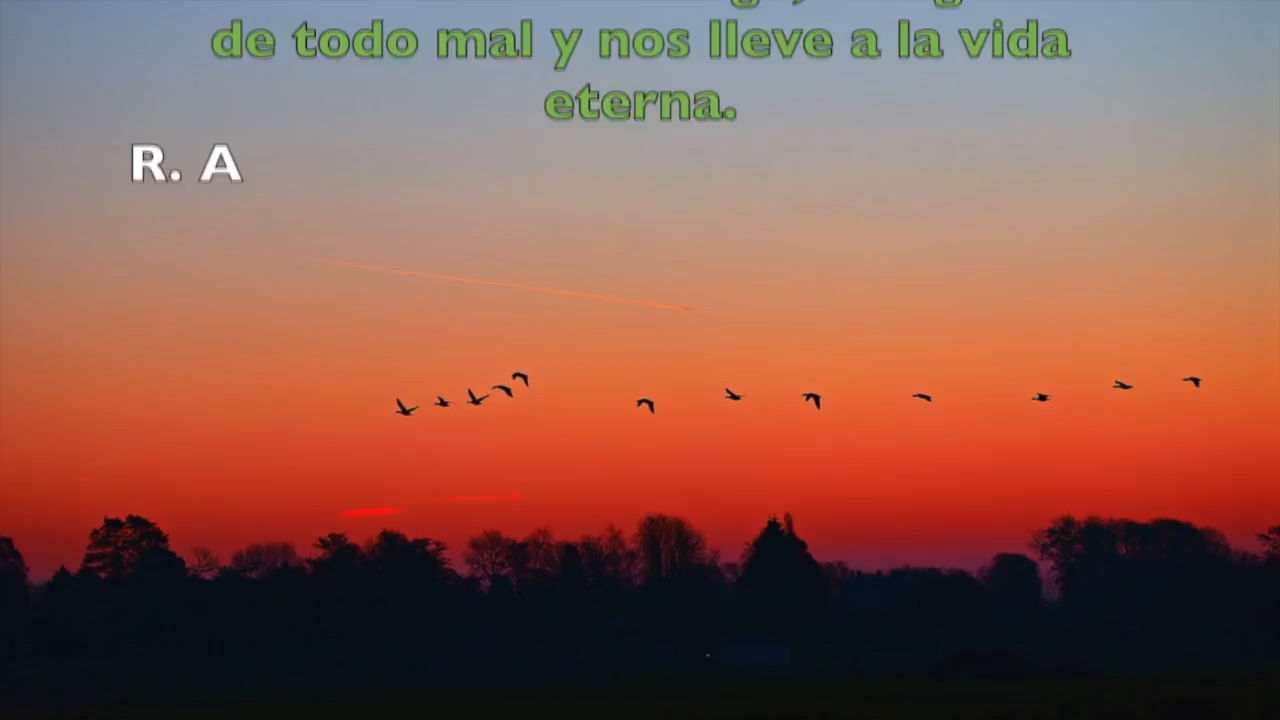 de todo mal y nos lleve a la vida
eterna.
R. A